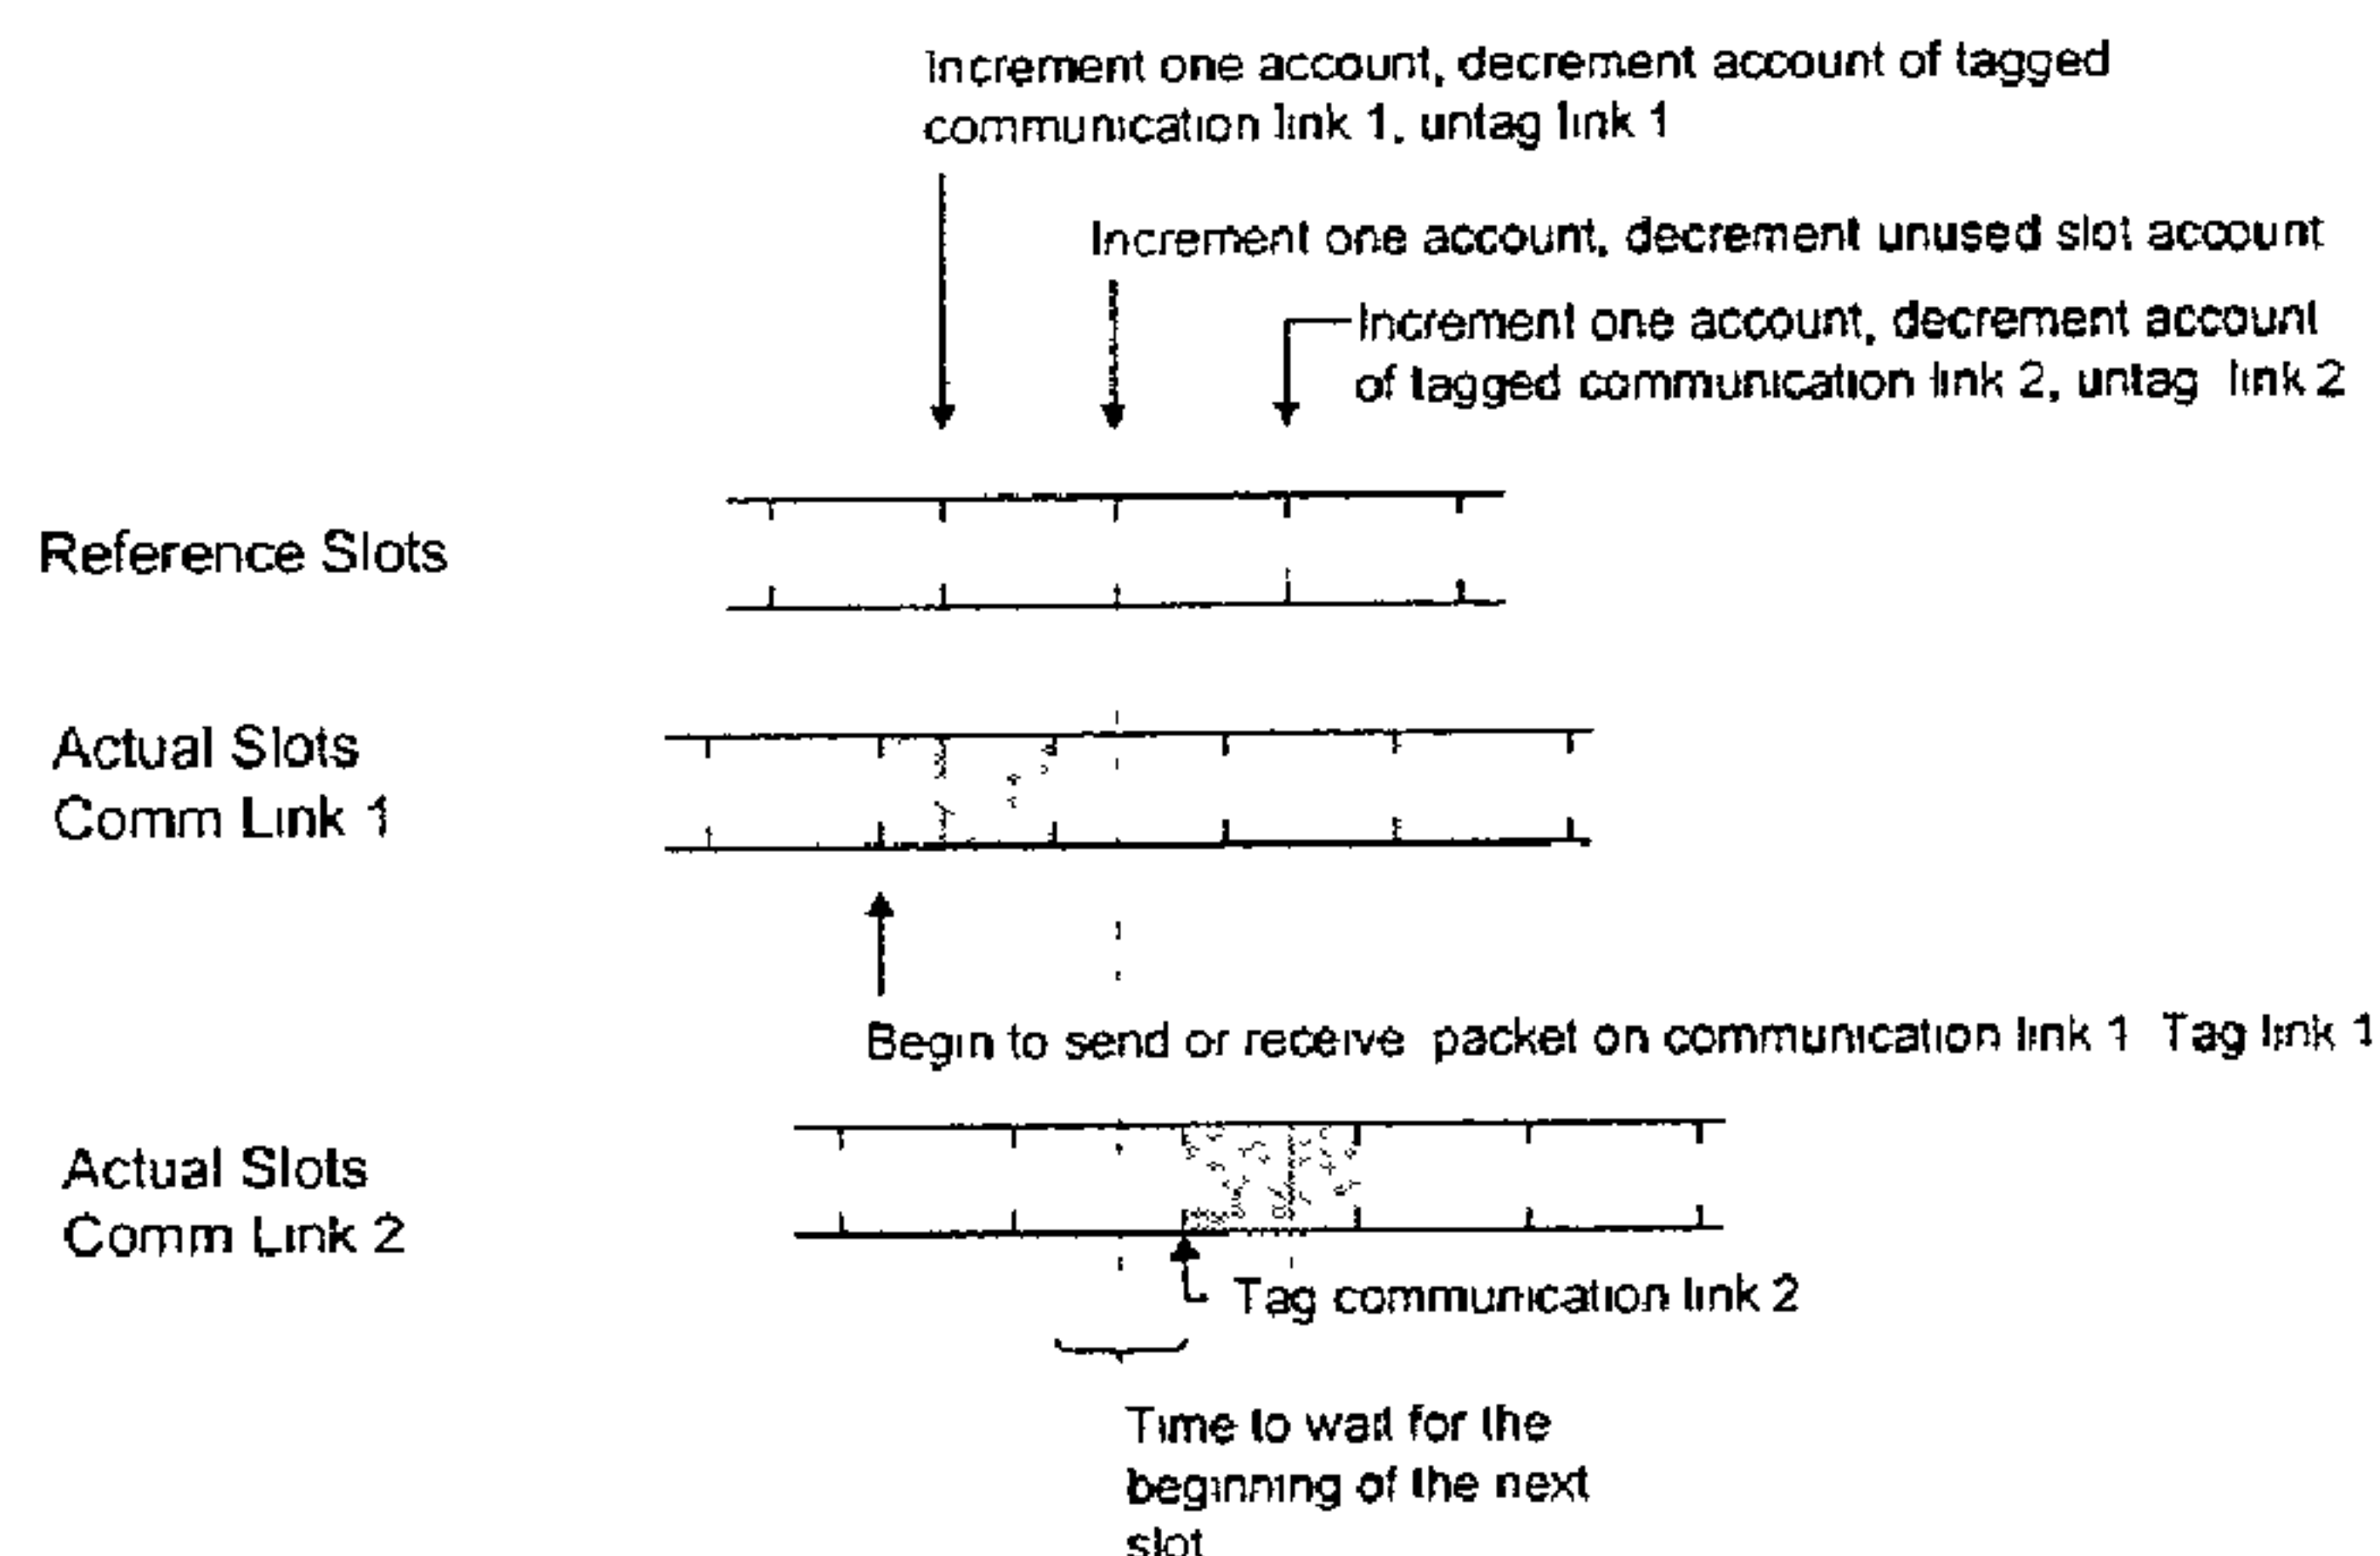 Increment one account, decrement account of tagged
communication link 1, untag link 1
Increment one account, decrement unused slot account
Increment one account, decrement account
of tagged communication link 2, untag link 2
Reference Slots
Actual Slots
Comm Link 1
Begin to send or receive packet on communication link 1 Tag link 1
Actual Slots
Comm Link 2
Tag communication link 2
Time to wait for the
beginning of the next
slot